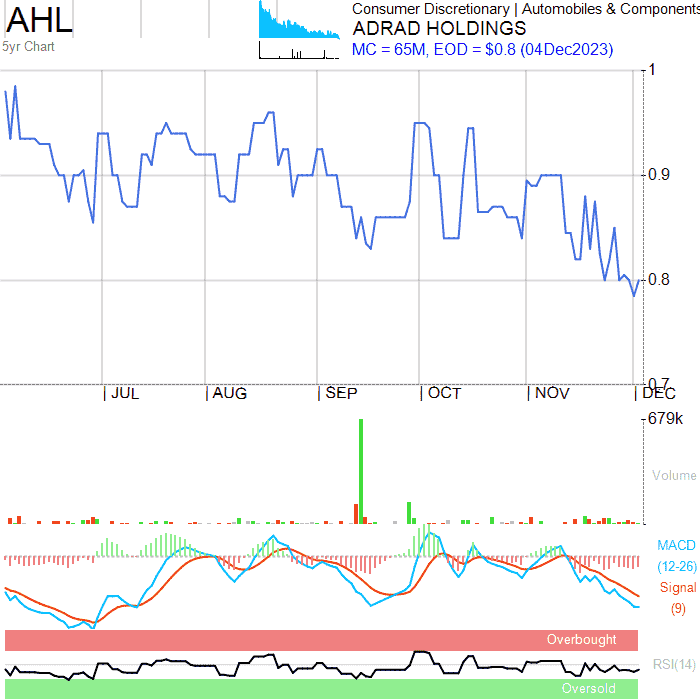 AHL
5yr Chart
Consumer Discretionary | Automobiles & Components
ADRAD HOLDINGS
MC = 65M, EOD = $0.8 (04Dec2023)
1
0.9
0.8
0.7
JUL AUG SEP OCT NOV DEC
679k
Volume
MACD
(12-26)
Signal
(9)
Overbought
RSI(14)
Oversold